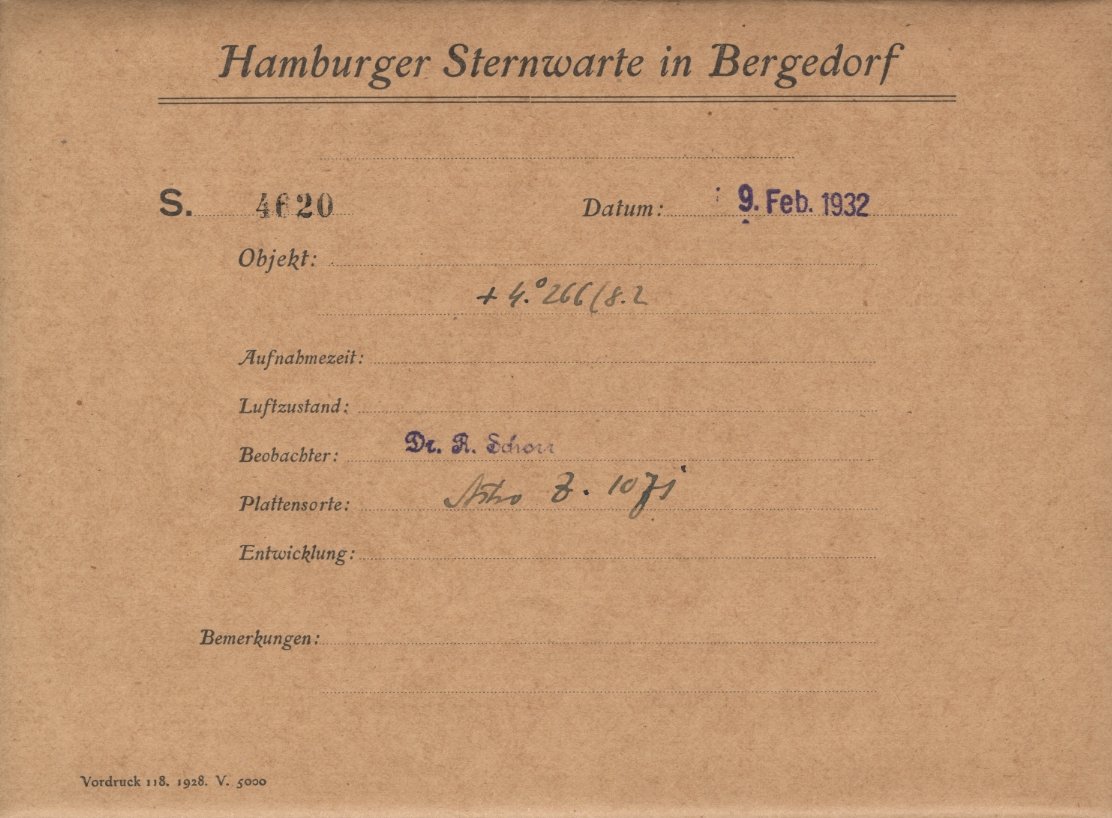 Hamburger Sternwarte in Bergedorf
S. 4620 Datum: 9. Feb. 1932
Objekt:
+ 4.° 266/8.2
Aufnahmezeit:
Luftzustand:
Beobachter: Dr. R. Schorr
Plattensorte: Astro Z. 1071
Entwicklung:
Bemerkungen:
Vordruck 118. 1928. V. 5000